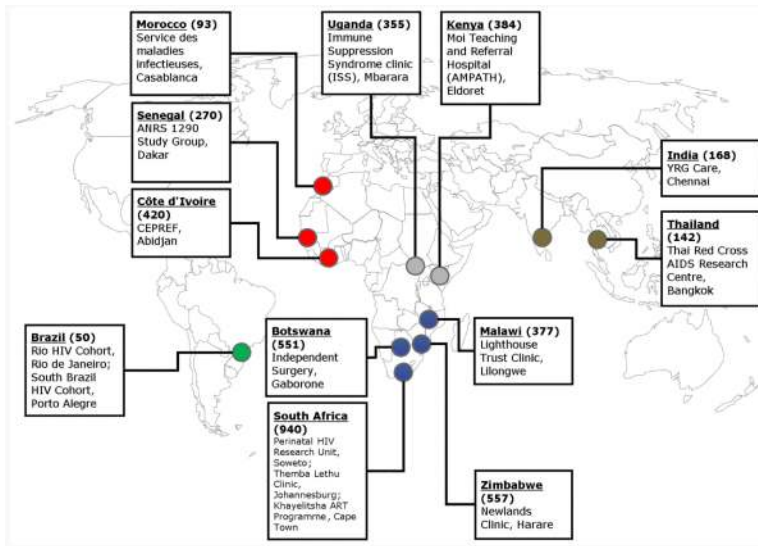 Morocco (93)
Service des
maladies
infectieuses,
Casablanca
Uganda (355)
Immune
Suppression
Syndrome clinic
(ISS), Mbarara
Kenya (384)
Moi Teaching
and Referral
Hospital
(AMPATH),
Eldoret
Senegal (270)
ANRS 1290
Study Group,
Dakar
India (168)
YRG Care,
Chennai
Côte d'Ivoire
(420)
CEPREF,
Abidjan
Thailand
(142)
Thai Red Cross
AIDS Research
Centre,
Bangkok
Brazil (50)
Rio HIV Cohort,
Rio de Janeiro;
South Brazil
HIV Cohort,
Porto Alegre
Botswana
(551)
Independent
Surgery,
Gaborone
Malawi (377)
Lighthouse
Trust Clinic,
Lilongwe
South Africa
(940)
Perinatal HIV
Research Unit,
Soweto;
Themba Lethu
Clinic,
Johannesburg;
Khayelitsha ART
Programme, Cape
Town
Zimbabwe
(557)
Newlands
Clinic, Harare